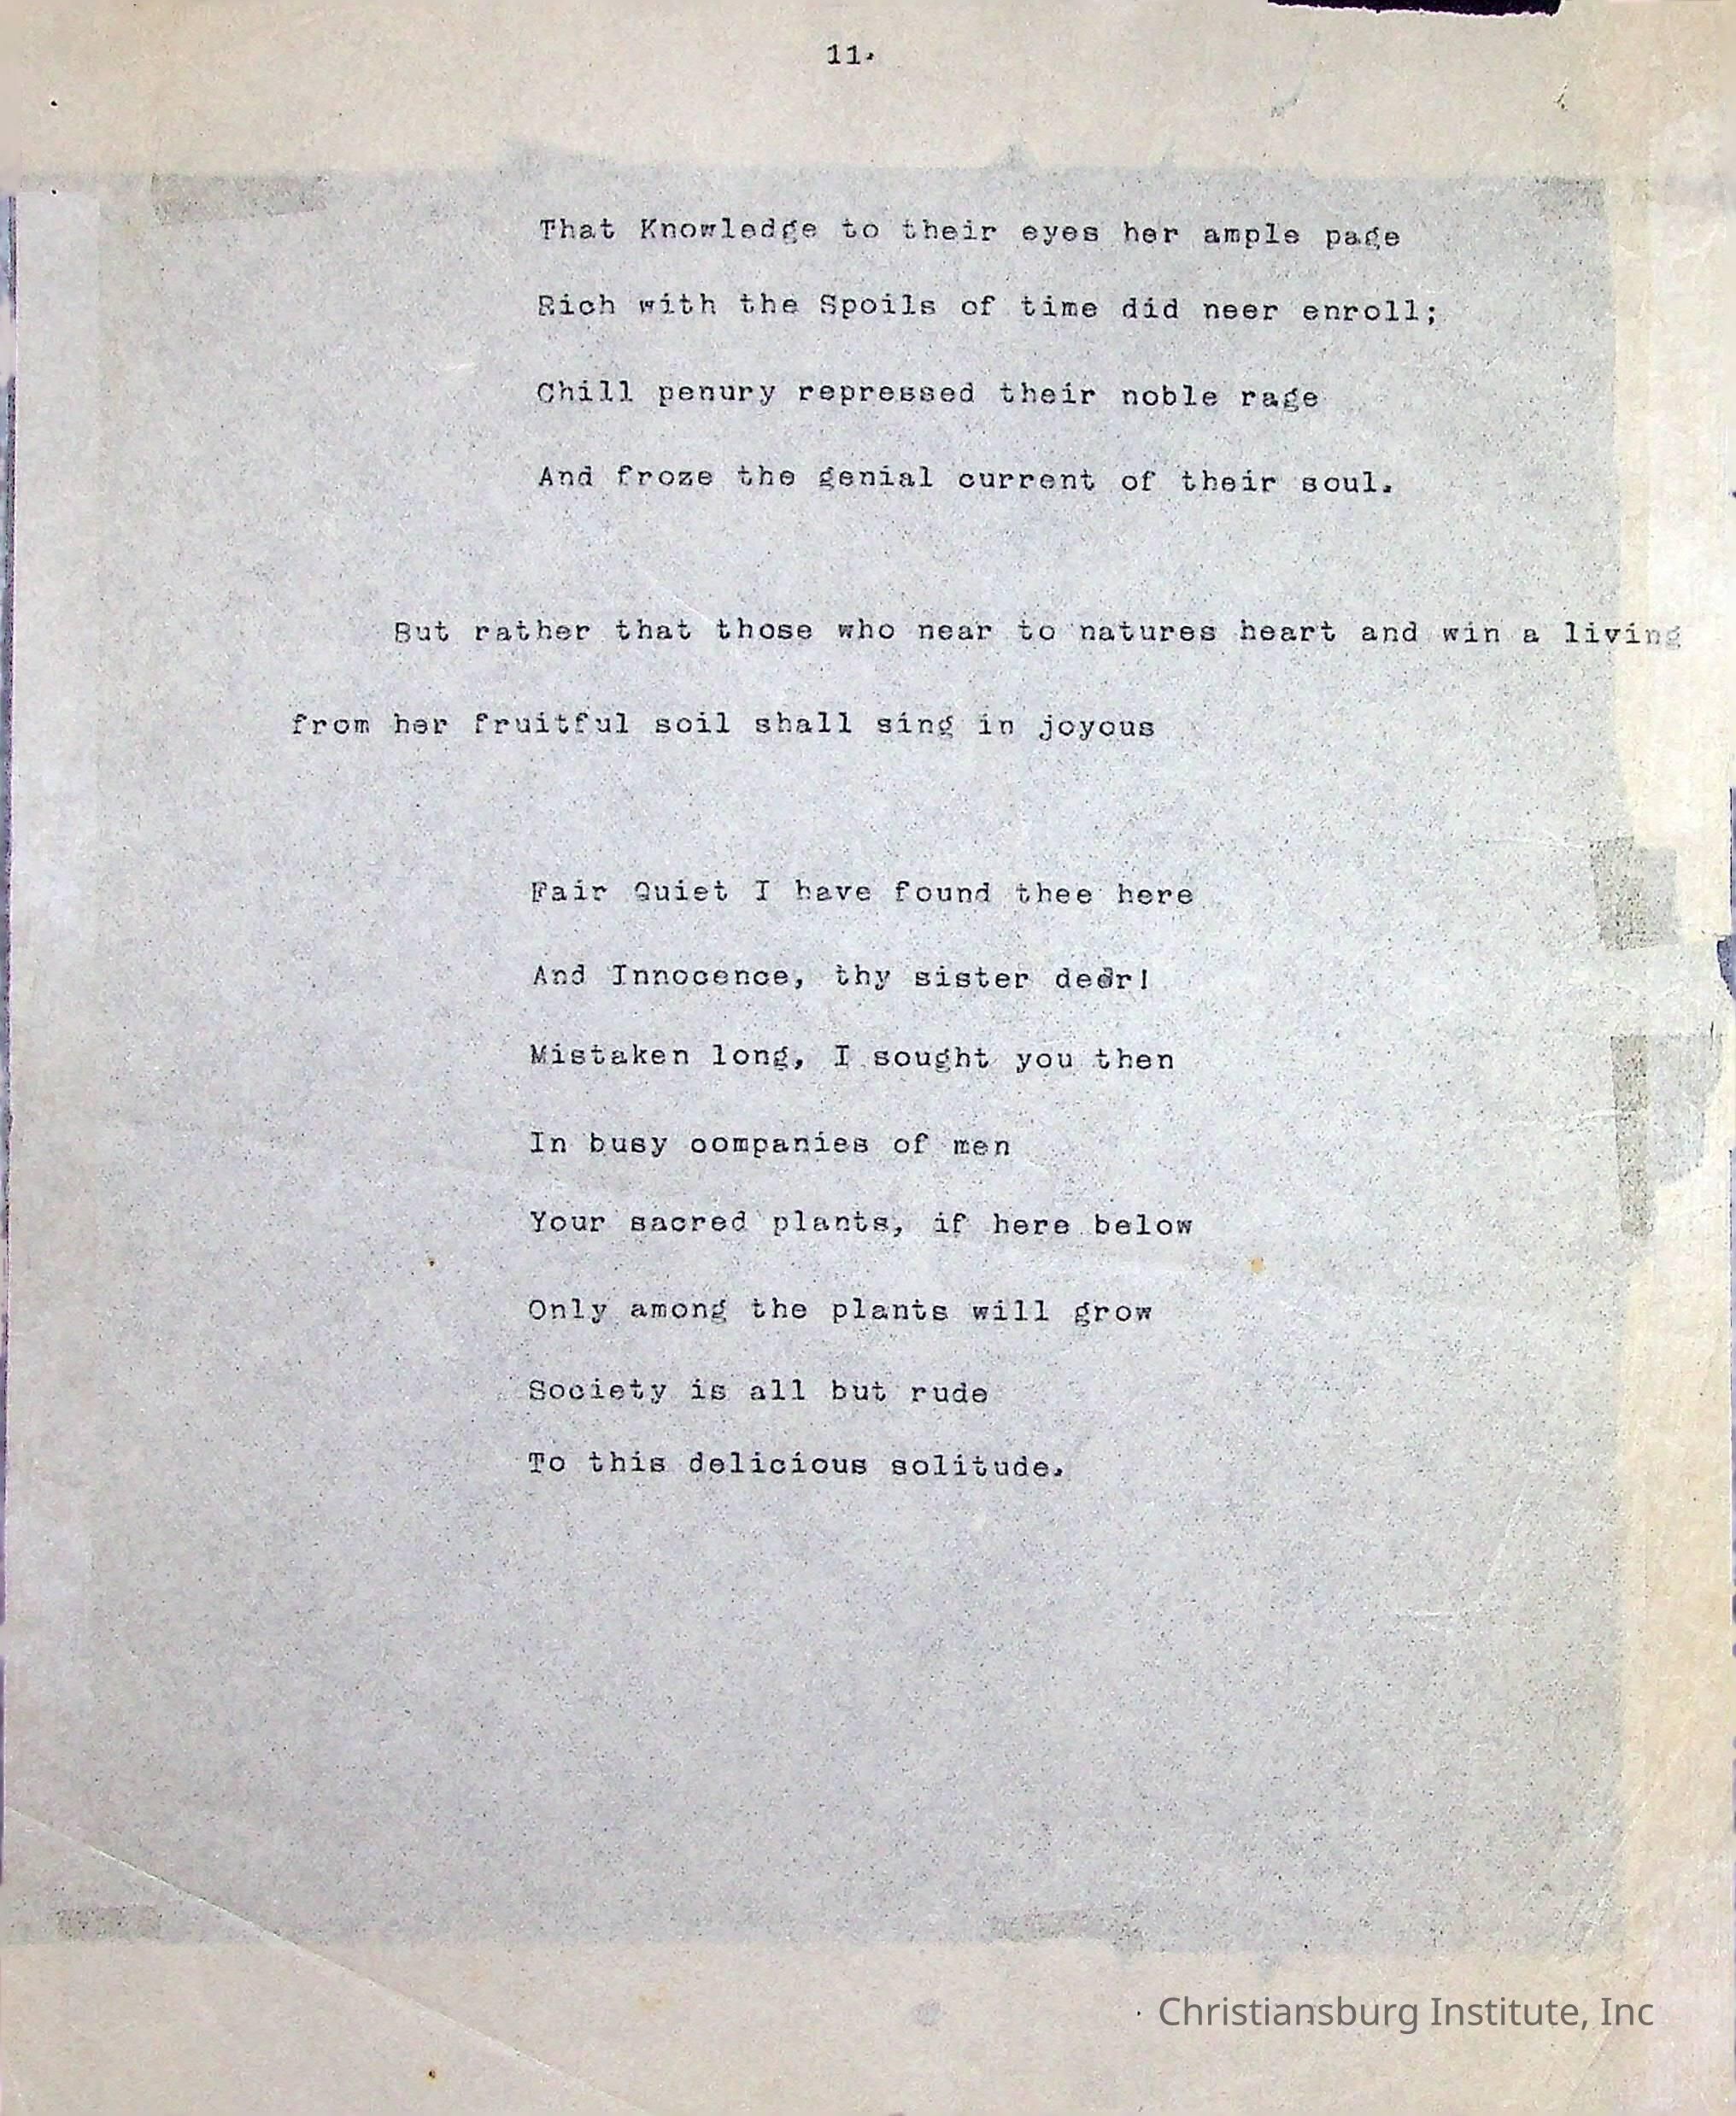 11.
That Knowledge to their eyes her ample page
Rich with the Spoils of time did neer enroll;
Chill penury repressed their noble rage
And froze the genial current of their soul.
But rather that those who near to natures heart and win a living
from her fruitful soil shall sing in joyous
Fair Quiet I have found thee here
And Innocence, thy sister deer!
Mistaken long, I sought you then
In busy companies of men
Your sacred plants, if here below
Only among the plants will grow
Society is all but rude
To this delicious solitude.
Christiansburg Institute, Inc